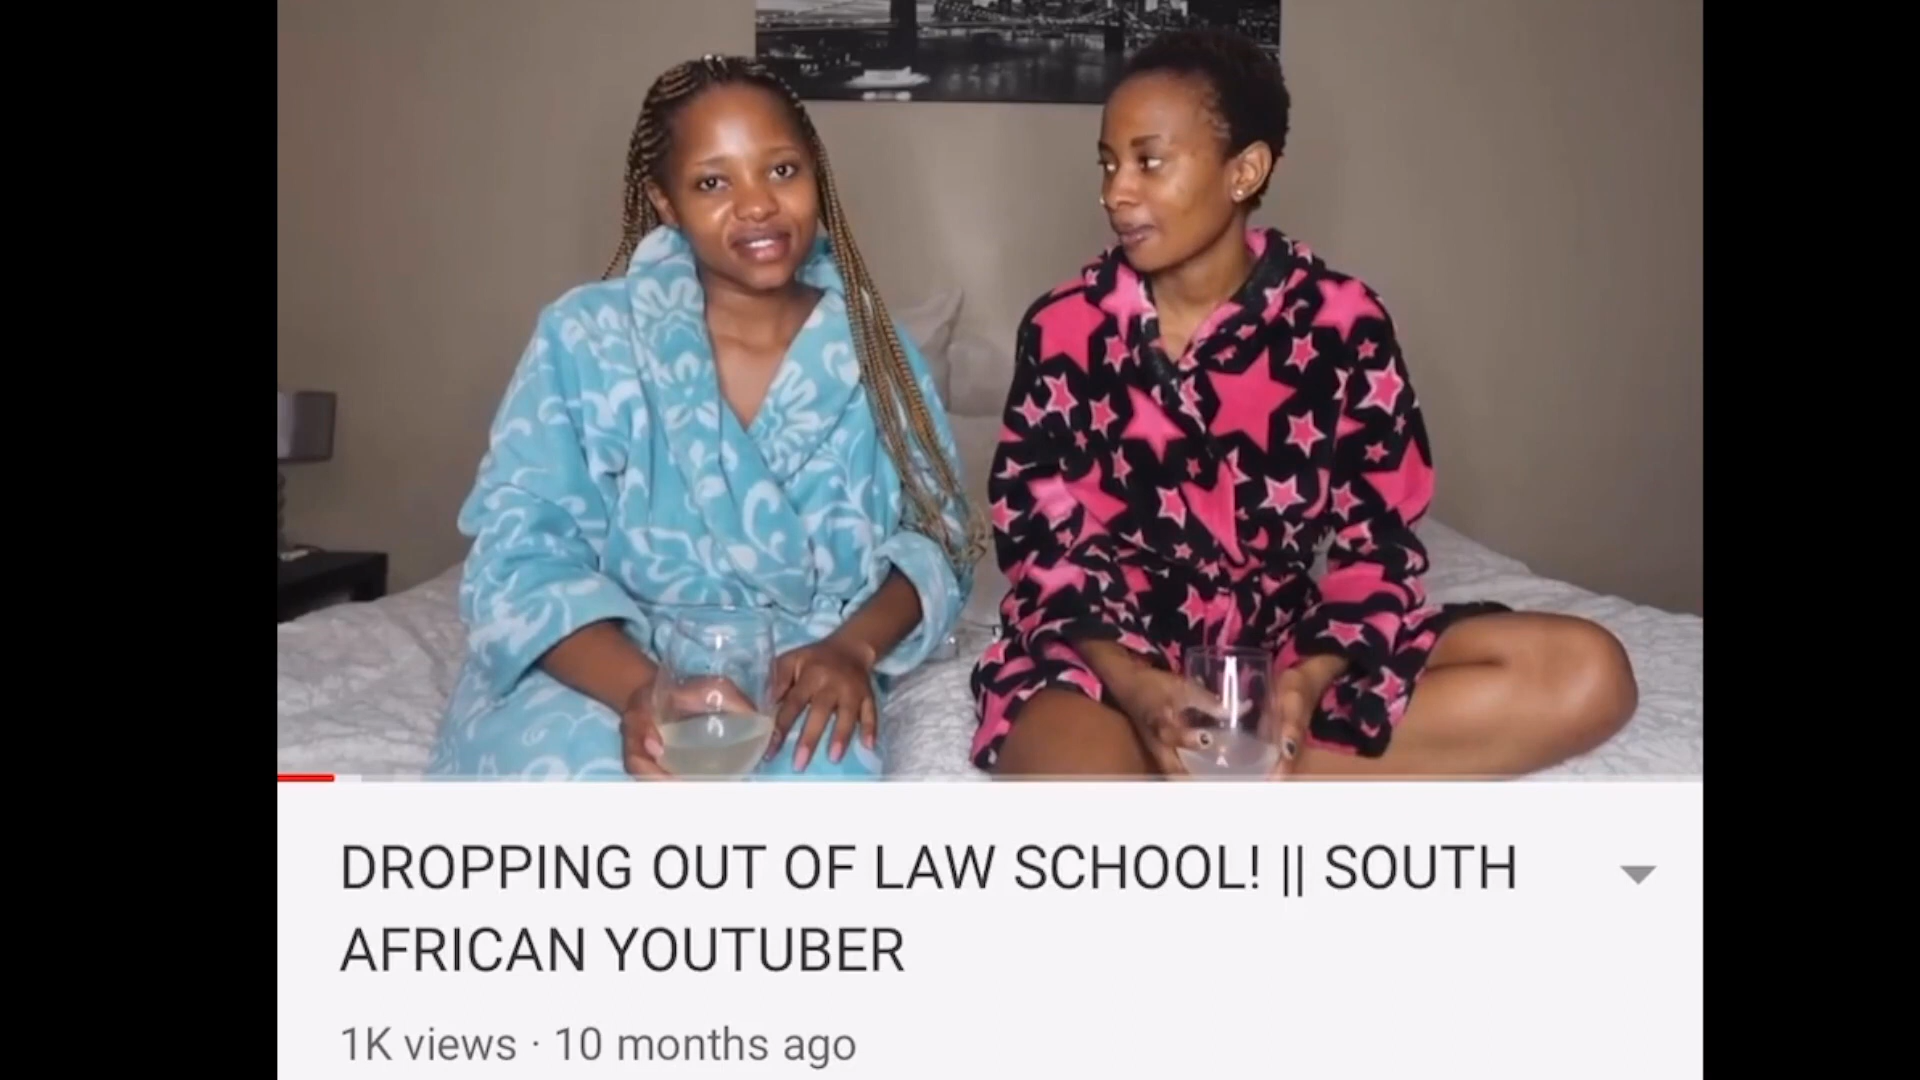 DROPPING OUT OF LAW SCHOOL! || SOUTH
AFRICAN YOUTUBER
1K views · 10 months ago